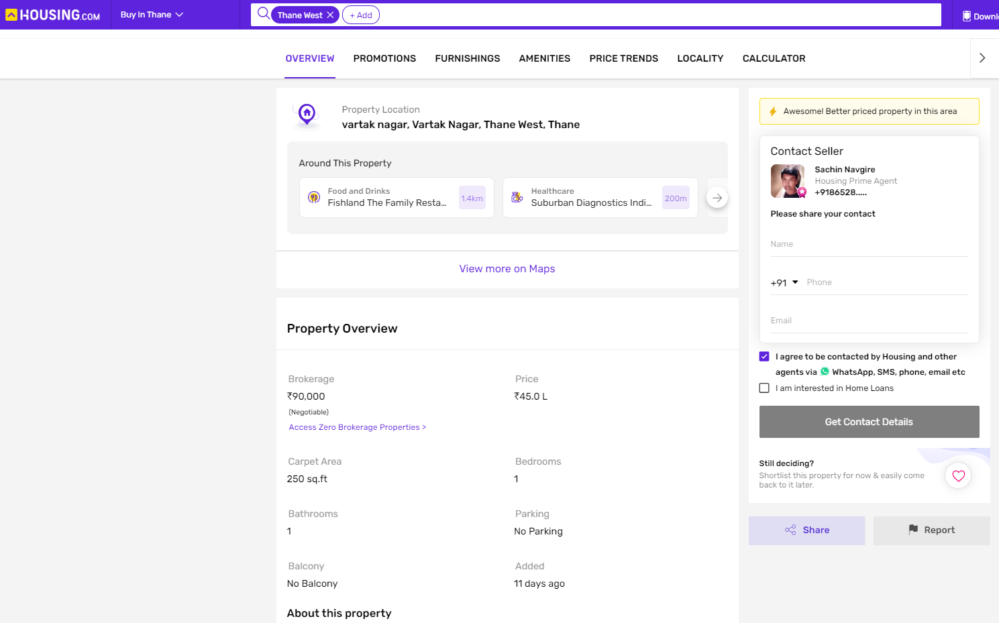 HOUSING.COM
Buy In Thane
Thane West
+ Add
OVERVIEW
PROMOTIONS
FURNISHINGS
AMENITIES
PRICE TRENDS
LOCALITY
CALCULATOR
Property Location
vartak nagar, Vartak Nagar, Thane West, Thane
Around This Property
Food and Drinks
Fishland The Family Resta...
1.4km
Healthcare
Suburban Diagnostics Indi...
200m
View more on Maps
Property Overview
Brokerage
₹90,000
(Negotiable)
Access Zero Brokerage Properties >
Price
₹45.0 L
Carpet Area
250 sq.ft
Bedrooms
1
Bathrooms
1
Parking
No Parking
Balcony
No Balcony
Added
11 days ago
About this property
Awesome! Better priced property in this area
Contact Seller
Sachin Navgire
Housing Prime Agent
+9186528.....
Please share your contact
Name
+91
Phone
Email
I agree to be contacted by Housing and other
agents via WhatsApp, SMS, phone, email etc
I am interested in Home Loans
Get Contact Details
Still deciding?
Shortlist this property for now & easily come
back to it later.
Share
Report